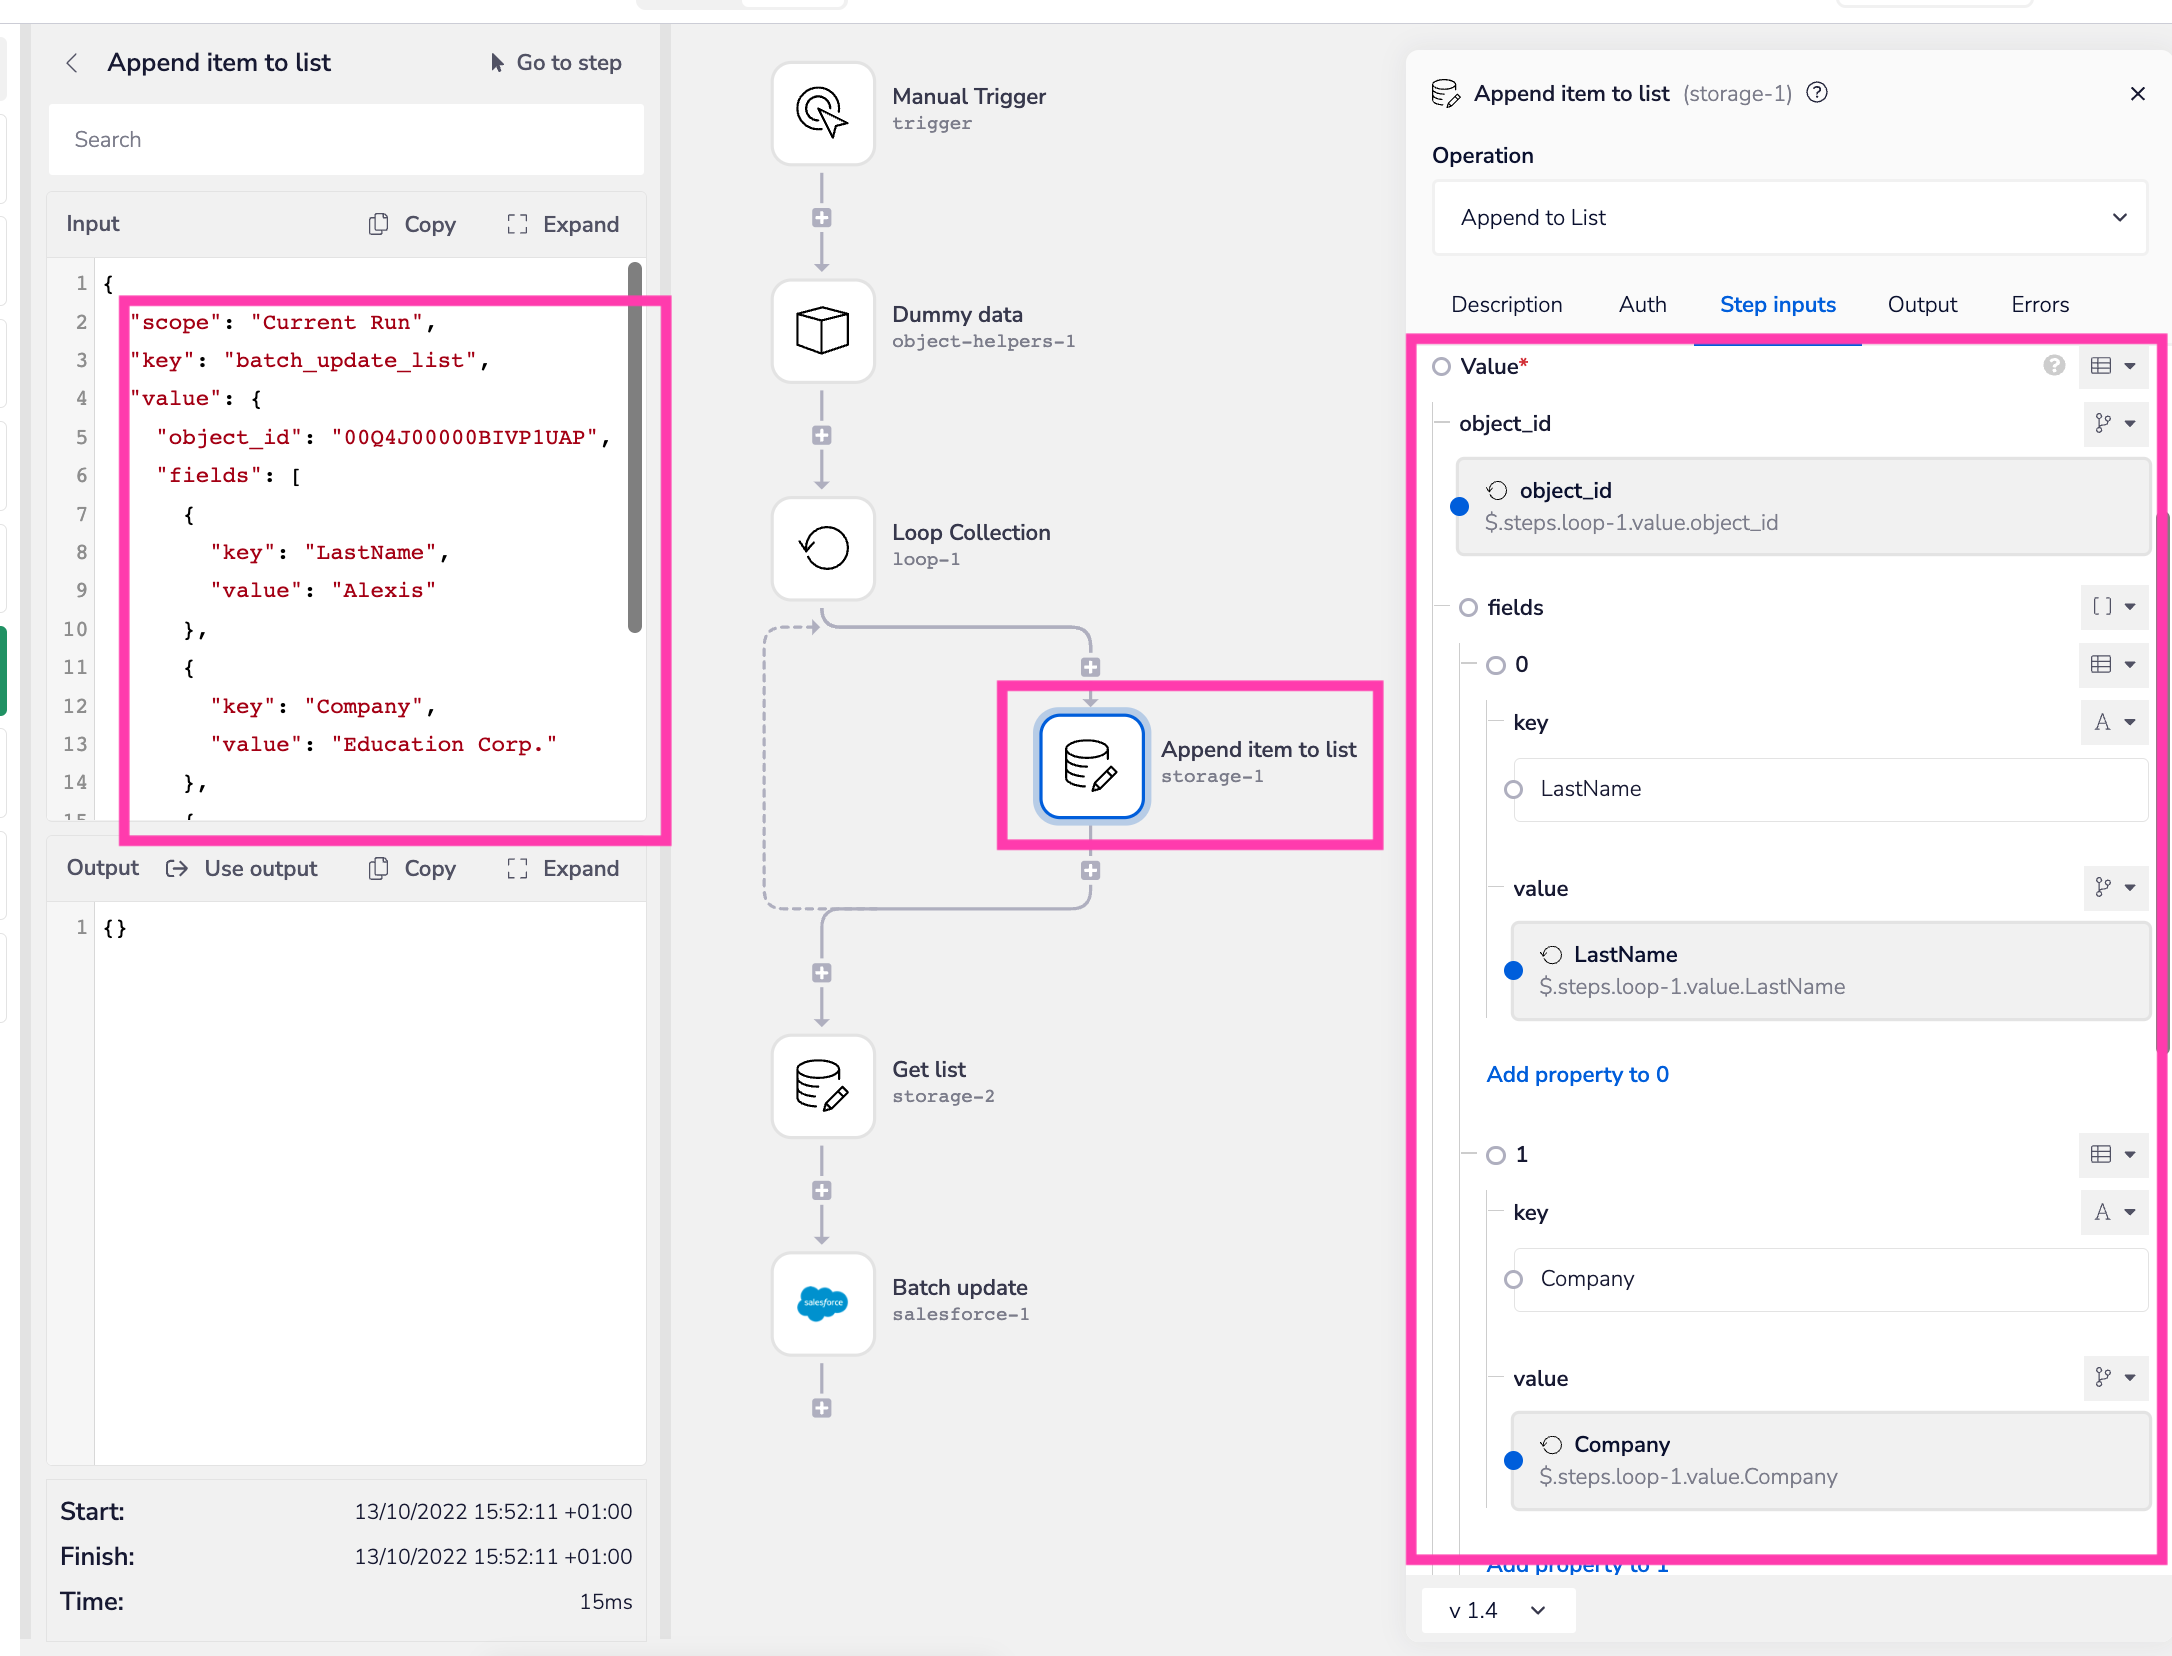 Append item to list
Go to step
Search
Input
Copy
Expand
1 {
2 "scope": "Current Run",
3 "key": "batch_update_list",
4 "value": {
5 "object_id": "00Q4J00000BIVP1UAP",
6 "fields": [
7 {
8 "key": "LastName",
9 "value": "Alexis"
10 },
11 {
12 "key": "Company",
13 "value": "Education Corp."
14 },
15 {
Output
Use output
Copy
Expand
1 {}
Start: 13/10/2022 15:52:11 +01:00
Finish: 13/10/2022 15:52:11 +01:00
Time: 15ms
Manual Trigger
trigger
Dummy data
object-helpers-1
Loop Collection
loop-1
Append item to list
storage-1
Get list
storage-2
salesforce
Batch update
salesforce-1
Append item to list (storage-1) ?
Operation
Append to List
Description Auth Step inputs Output Errors
Value* ?
object_id
object_id
$.steps.loop-1.value.object_id
fields []
0
key A
LastName
value
LastName
$.steps.loop-1.value.LastName
Add property to 0
1
key A
Company
value
Company
$.steps.loop-1.value.Company
Add property to 1
v 1.4